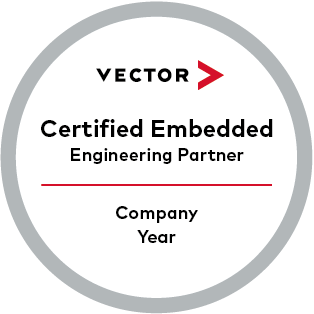 VECTOR
Certified Embedded
Engineering Partner
Company
Year